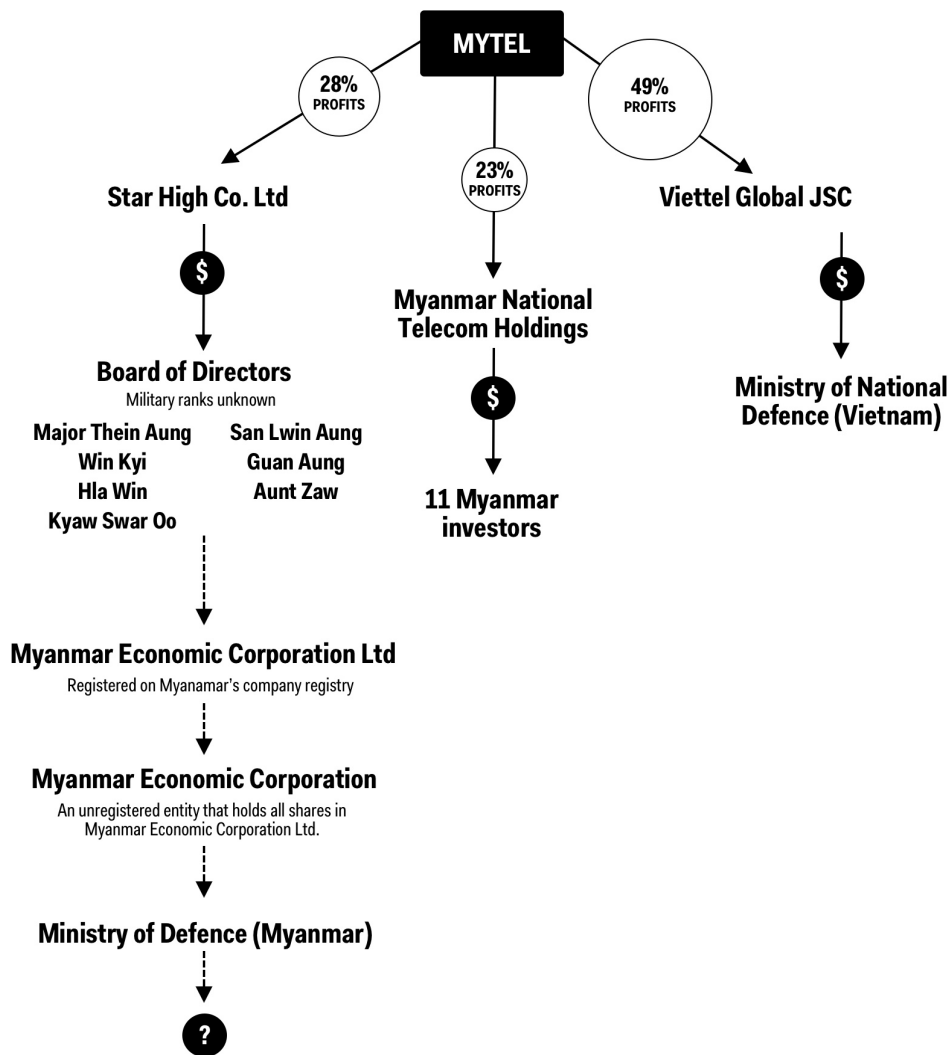 MYTEL
28%
PROFITS
49%
PROFITS
23%
PROFITS
Star High Co. Ltd
Viettel Global JSC
$
$
Myanmar National
Telecom Holdings
Board of Directors
Military ranks unknown
$
Ministry of National
Defence (Vietnam)
Major Thein Aung
Win Kyi
Hla Win
Kyaw Swar Oo
San Lwin Aung
Guan Aung
Aunt Zaw
11 Myanmar
investors
Myanmar Economic Corporation Ltd
Registered on Myanamar's company registry
Myanmar Economic Corporation
An unregistered entity that holds all shares in
Myanmar Economic Corporation Ltd.
Ministry of Defence (Myanmar)
?